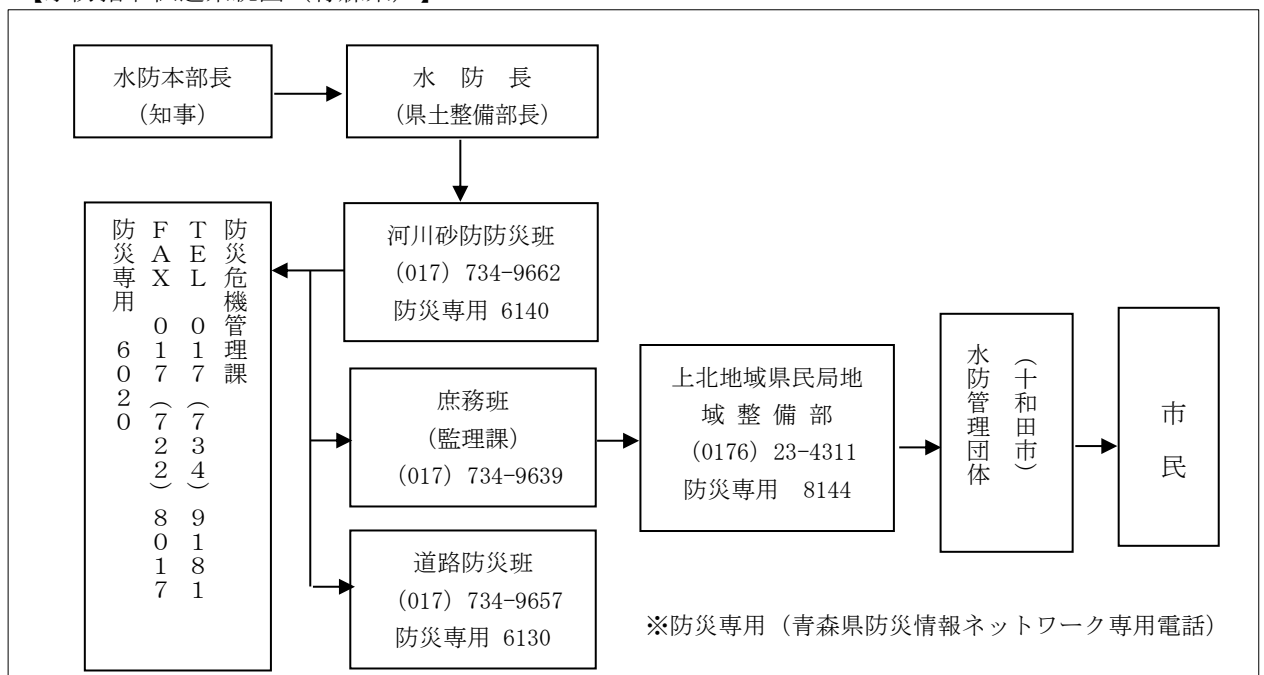 水防本部長
（知事）
水　防　長
（県土整備部長）
防災危機管理課
ＴＥＬ　０１７（７３４）９１８１
ＦＡＸ　０１７（７２２）８０１７
防災専用　６０２０
河川砂防防災班
(017) 734-9662
防災専用 6140
庶務班
(監理課)
(017) 734-9639
道路防災班
(017) 734-9657
防災専用 6130
上北地域県民局地
域 整 備 部
(0176) 23-4311
防災専用　8144
（十和田市）
水防管理団体
市　民
※防災専用（青森県防災情報ネットワーク専用電話）